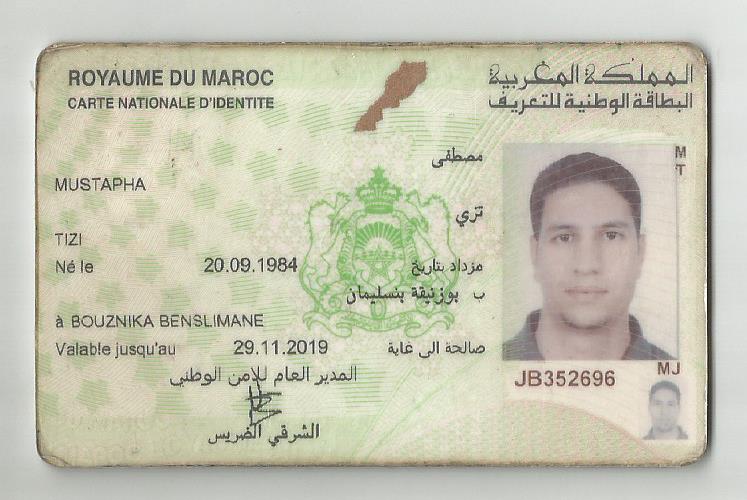 ROYAUME DU MAROC
المملكة المغربية
CARTE NATIONALE D'IDENTITE
البطاقة الوطنية للتعريف
مصطفى
MUSTAPHA
تزي
TIZI
Né le 20.09.1984 مزداد بتاريخ
ب بوزنيقة بنسليمان
à BOUZNIKA BENSLIMANE
Valable jusqu'au 29.11.2019 صالحة الى غاية
المدير العام للامن الوطني
الشرقي الضريس
M
T
JB352696
MJ